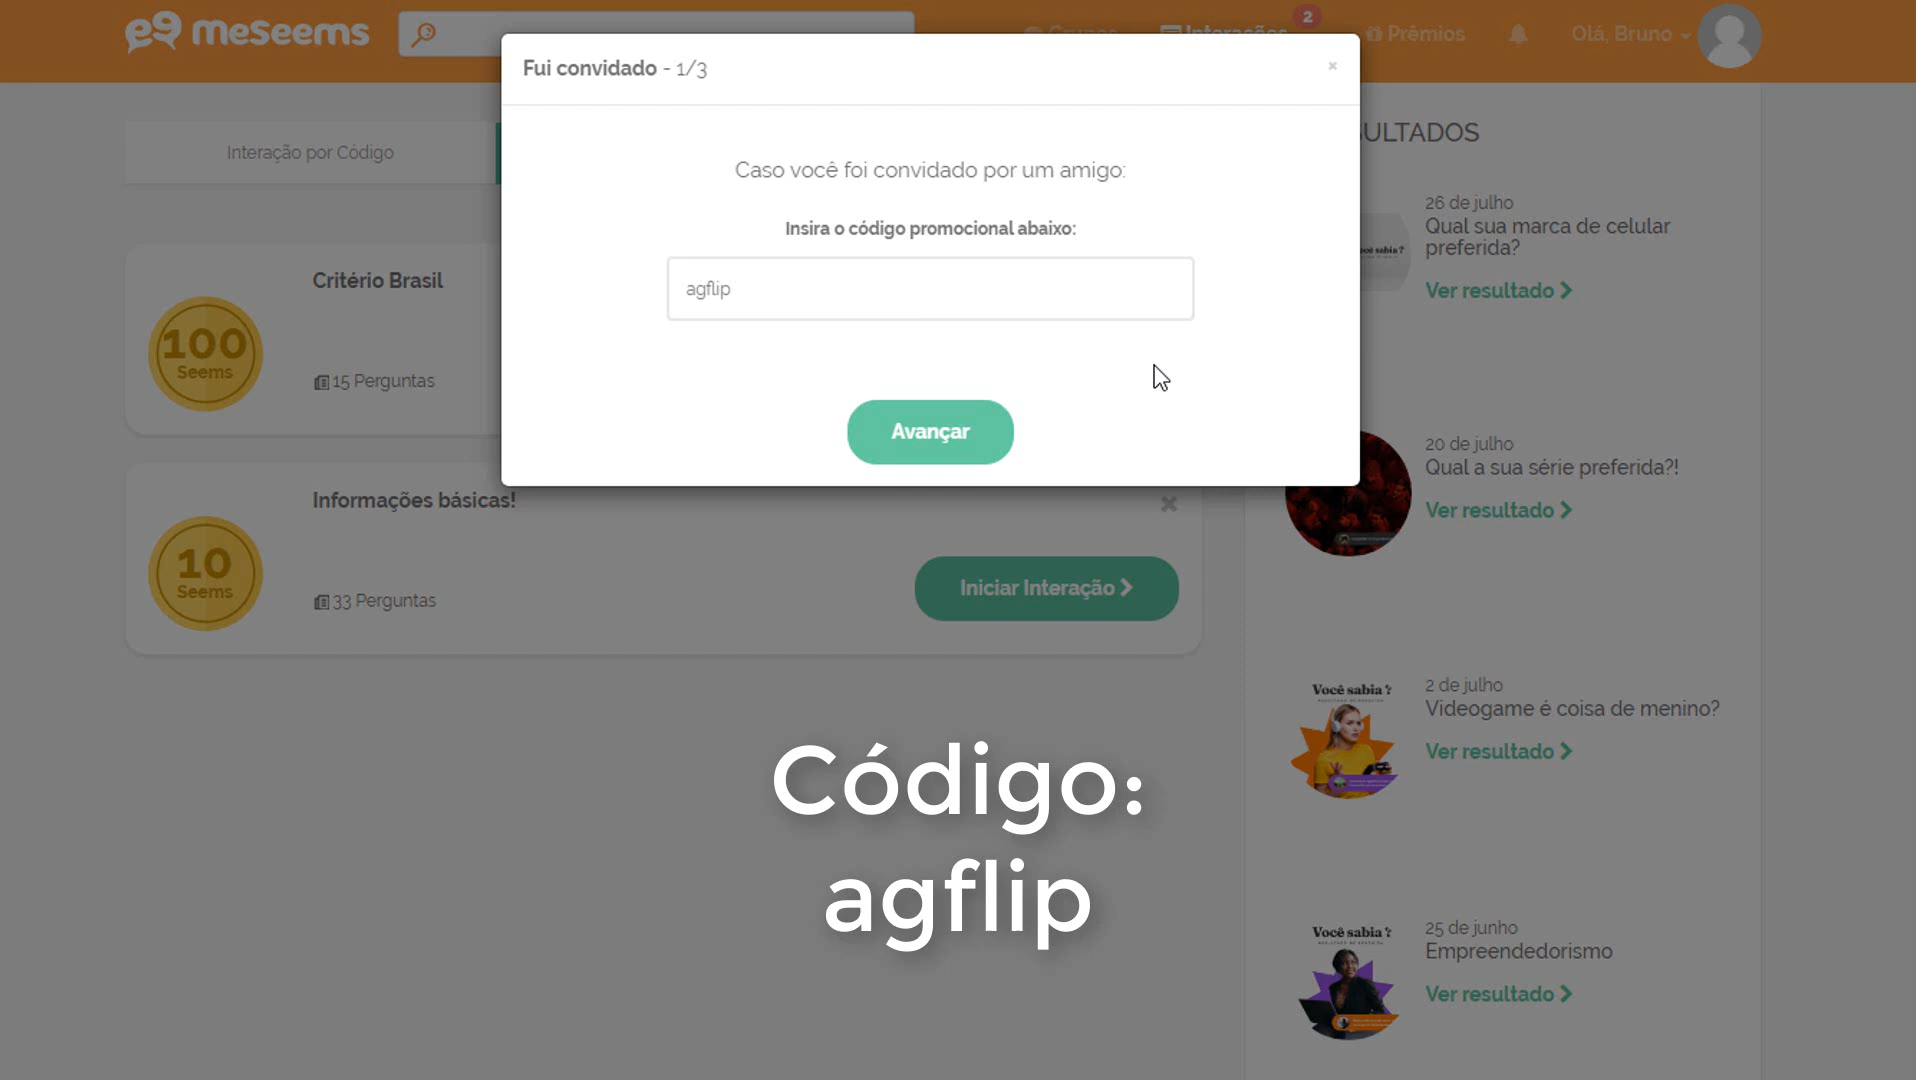 meSeems
2
Grupos
Interações
Prêmios
Olá, Bruno
Fui convidado - 1/3
×
Caso você foi convidado por um amigo:
Insira o código promocional abaixo:
agflip
Avançar
Interação por Código
Critério Brasil
100
Seems
15 Perguntas
Informações básicas!
10
Seems
33 Perguntas
Iniciar Interação
SULTADOS
26 de julho
Qual sua marca de celular
preferida?
Ver resultado
20 de julho
Qual a sua série preferida?!
Ver resultado
Você sabia?
2 de julho
Videogame é coisa de menino?
Ver resultado
Você sabia?
25 de junho
Empreendedorismo
Ver resultado
Código:
agflip